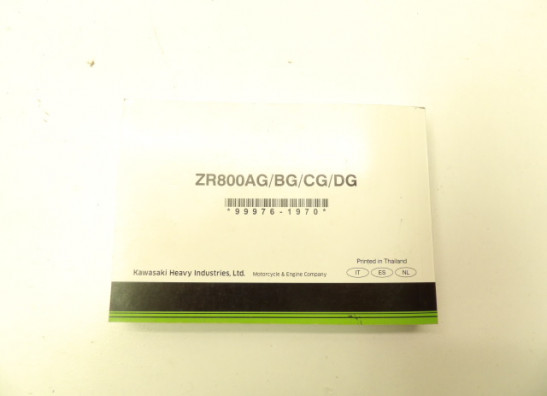 ZR800AG/BG/CG/DG
*99976-1970*
Printed in Thailand
Kawasaki Heavy Industries, Ltd. Motorcycle & Engine Company IT ES NL